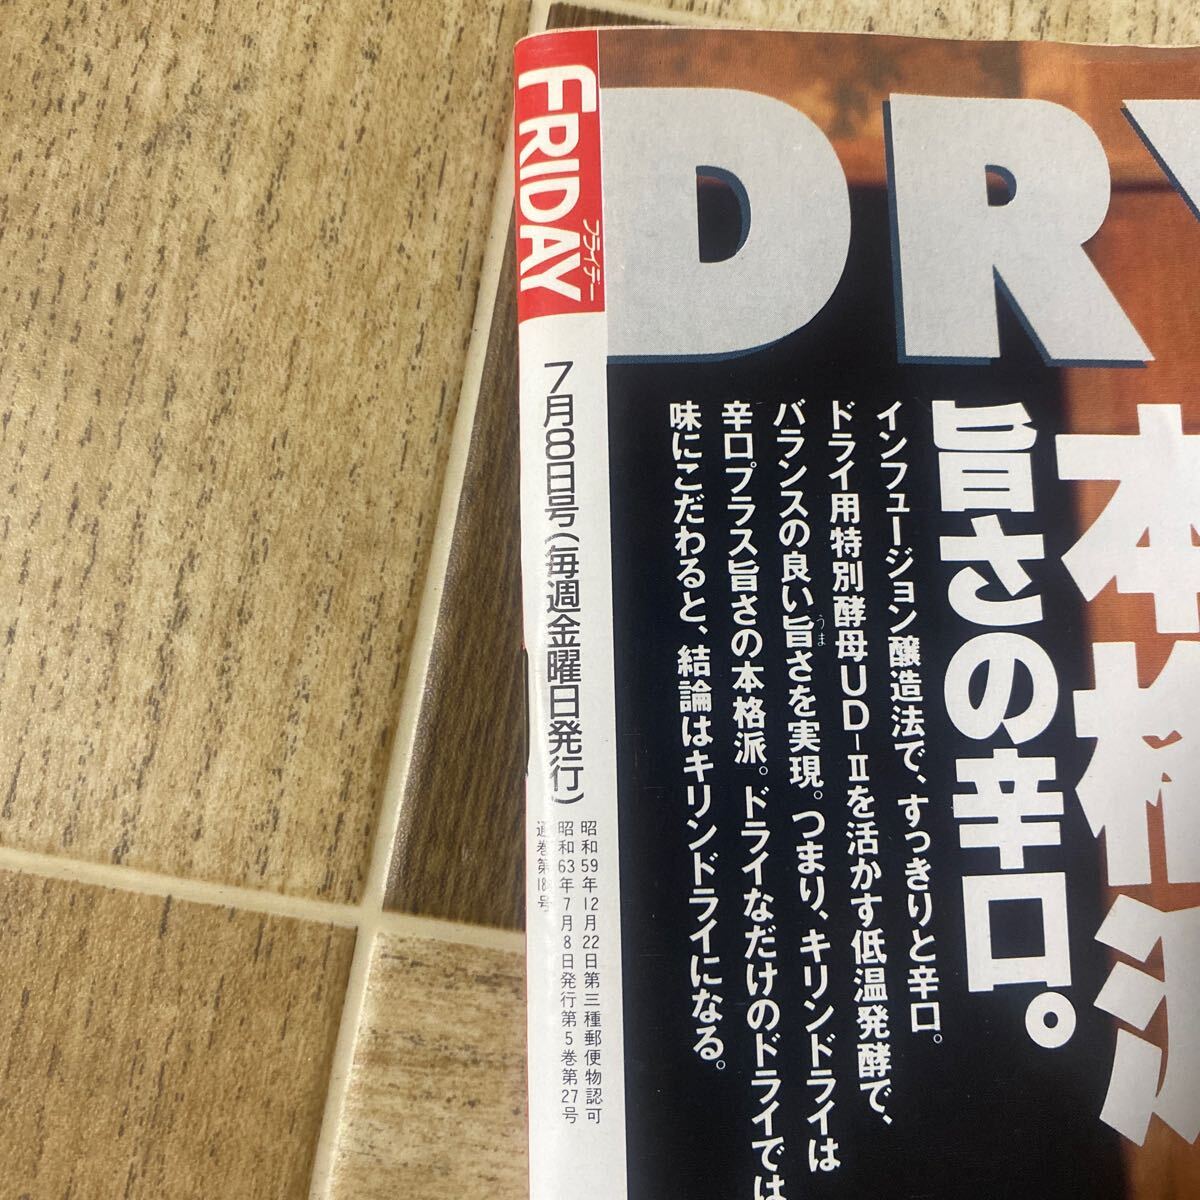 FRIDAY
フライデー
7月8日号(毎週金曜日発行)
昭和59年12月22日第三種郵便物認可
昭和63年7月8日発行第5巻第27号
DRY
本格派
旨さの辛口。
インフュージョン醸造法で、すっきりと辛口。
ドライ用特別酵母UD-Ⅱを活かす低温発酵で、
バランスの良い旨さを実現。つまり、キリンドライは
うま
辛口プラス旨さの本格派。ドライなだけのドライでは
味にこだわると、結論はキリンドライになる。